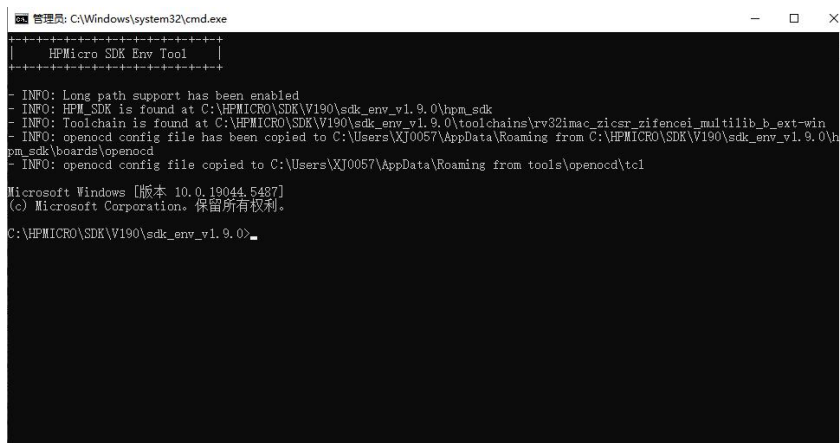 管理员: C:\Windows\system32\cmd.exe
+-+-+-+-+-+-+-+-+-+-+-+-+-+-+
|     HPMicro SDK Env Tool    |
+-+-+-+-+-+-+-+-+-+-+-+-+-+-+
- INFO: Long path support has been enabled
- INFO: HPM_SDK is found at C:\HPMICRO\SDK\V190\sdk_env_v1.9.0\hpm_sdk
- INFO: Toolchain is found at C:\HPMICRO\SDK\V190\sdk_env_v1.9.0\toolchains\rv32imac_zicsr_zifencei_multilib_b_ext-win
- INFO: openocd config file has been copied to C:\Users\XJ0057\AppData\Roaming from C:\HPMICRO\SDK\V190\sdk_env_v1.9.0\h
pm_sdk\boards\openocd
- INFO: openocd config file copied to C:\Users\XJ0057\AppData\Roaming from tools\openocd\tcl
Microsoft Windows [版本 10.0.19044.5487]
(c) Microsoft Corporation。保留所有权利。
C:\HPMICRO\SDK\V190\sdk_env_v1.9.0>